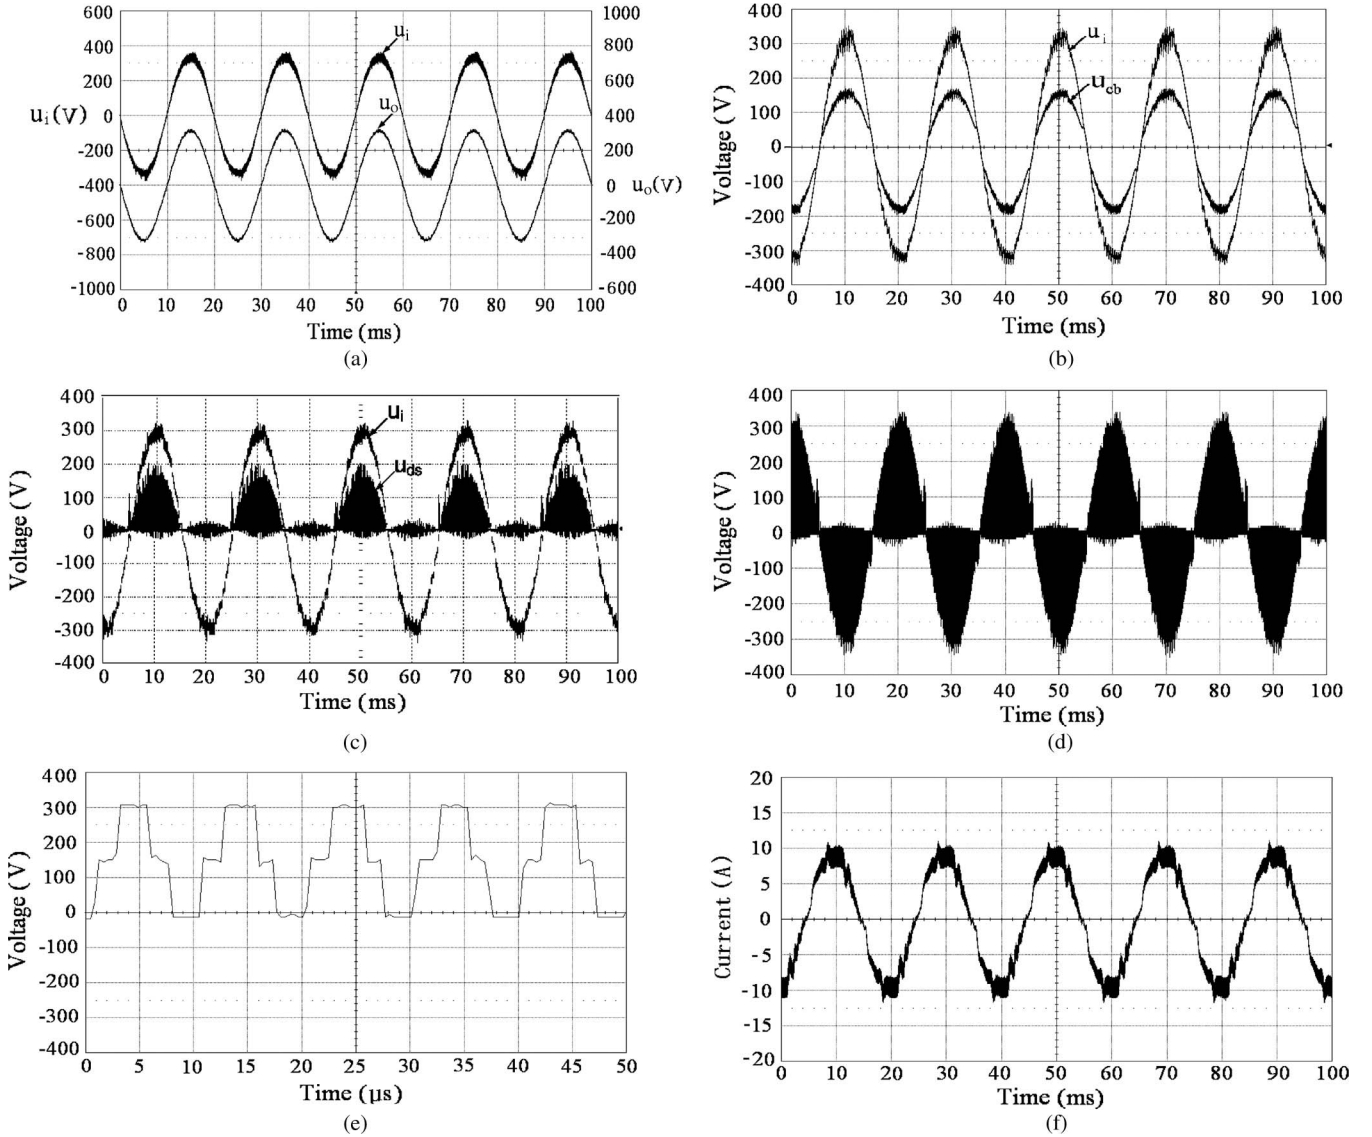 600
400
200
0
-200
-400
-600
-800
-1000
u_i(V)
1000
800
600
400
200
0
-200
-400
-600
u_o(V)
u_i
u_o
0 10 20 30 40 50 60 70 80 90 100
Time (ms)
(a)
400
300
200
100
0
-100
-200
-300
-400
Voltage (V)
u_i
u_cb
0 10 20 30 40 50 60 70 80 90 100
Time (ms)
(b)
400
300
200
100
0
-100
-200
-300
-400
Voltage (V)
u_i
u_ds
0 10 20 30 40 50 60 70 80 90 100
Time (ms)
(c)
400
300
200
100
0
-100
-200
-300
-400
Voltage (V)
0 10 20 30 40 50 60 70 80 90 100
Time (ms)
(d)
400
300
200
100
0
-100
-200
-300
-400
Voltage (V)
0 5 10 15 20 25 30 35 40 45 50
Time (µs)
(e)
20
15
10
5
0
-5
-10
-15
-20
Current (A)
0 10 20 30 40 50 60 70 80 90 100
Time (ms)
(f)